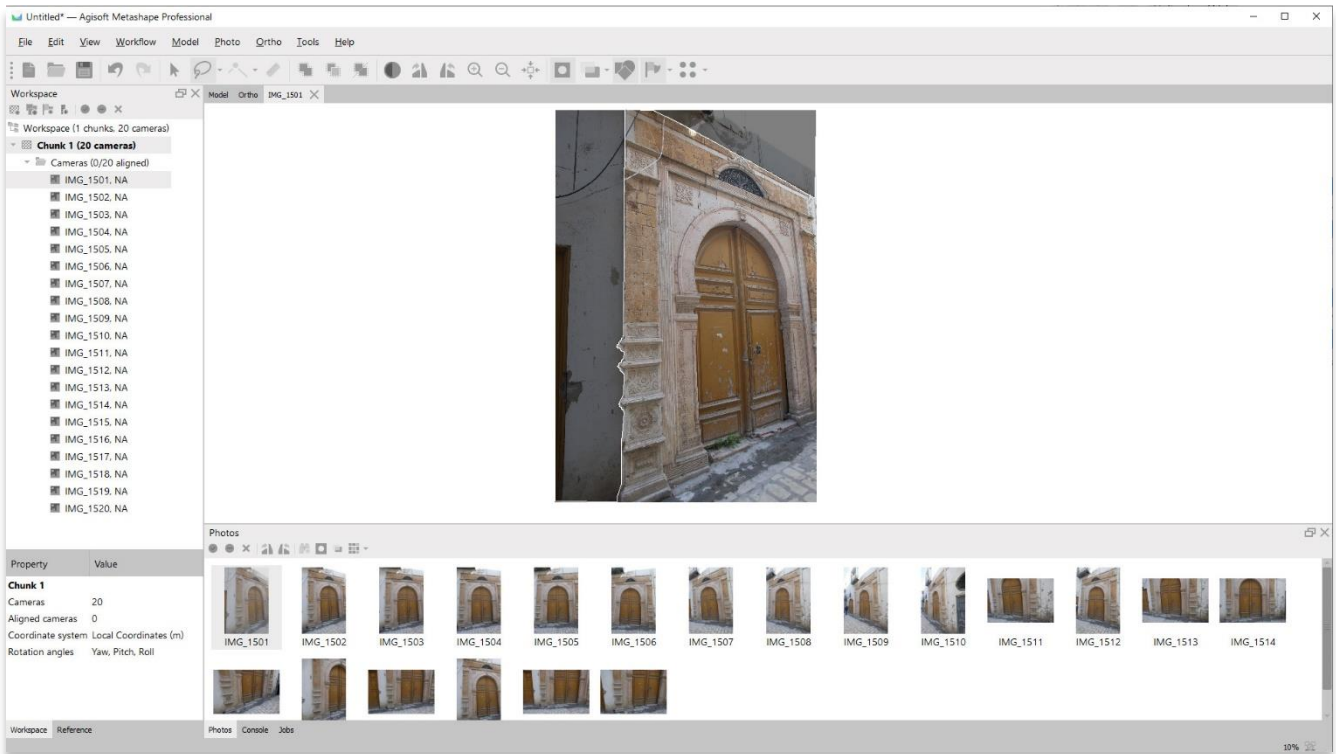 Untitled* — Agisoft Metashape Professional
File Edit View Workflow Model Photo Ortho Tools Help
Workspace
Model Ortho IMG_1501
Workspace (1 chunks, 20 cameras)
Chunk 1 (20 cameras)
Cameras (0/20 aligned)
IMG_1501, NA
IMG_1502, NA
IMG_1503, NA
IMG_1504, NA
IMG_1505, NA
IMG_1506, NA
IMG_1507, NA
IMG_1508, NA
IMG_1509, NA
IMG_1510, NA
IMG_1511, NA
IMG_1512, NA
IMG_1513, NA
IMG_1514, NA
IMG_1515, NA
IMG_1516, NA
IMG_1517, NA
IMG_1518, NA
IMG_1519, NA
IMG_1520, NA
Property Value
Chunk 1
Cameras 20
Aligned cameras 0
Coordinate system Local Coordinates (m)
Rotation angles Yaw, Pitch, Roll
Workspace Reference
Photos
IMG_1501 IMG_1502 IMG_1503 IMG_1504 IMG_1505 IMG_1506 IMG_1507 IMG_1508 IMG_1509 IMG_1510 IMG_1511 IMG_1512 IMG_1513 IMG_1514
Photos Console Jobs
10%